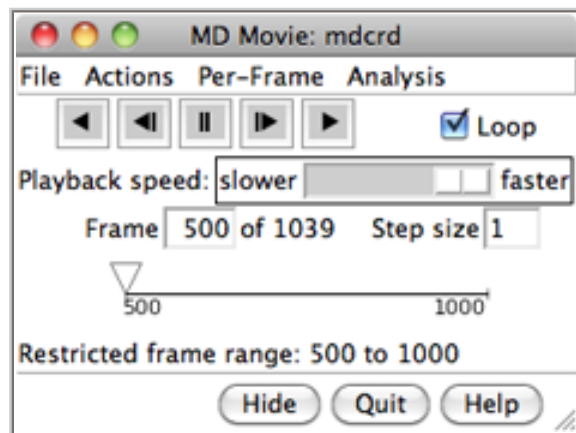 MD Movie: mdcrd
File Actions Per-Frame Analysis
Loop
Playback speed: slower faster
Frame 500 of 1039 Step size 1
500 1000
Restricted frame range: 500 to 1000
Hide Quit Help